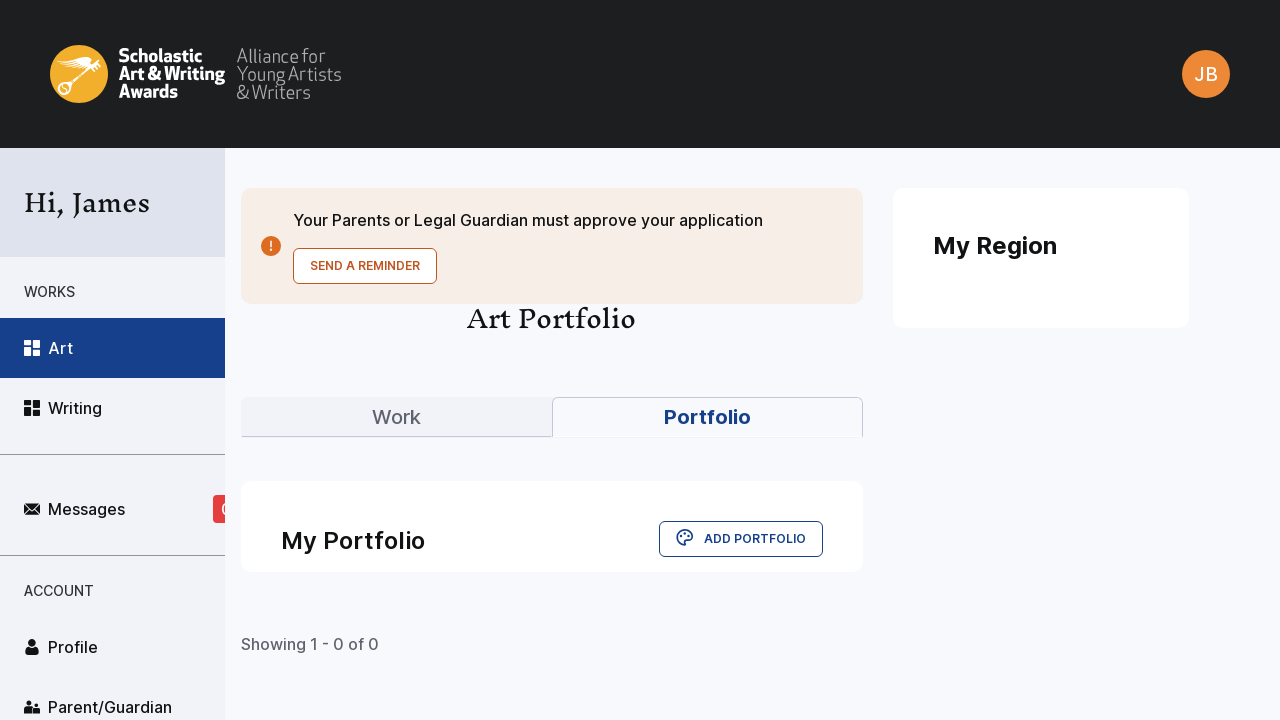 Scholastic
Art & Writing
Awards
Alliance for
Young Artists
& Writers
JB
Hi, James
WORKS
Art
Writing
Messages
ACCOUNT
Profile
Parent/Guardian
Your Parents or Legal Guardian must approve your application
SEND A REMINDER
Art Portfolio
Work
Portfolio
My Portfolio
ADD PORTFOLIO
Showing 1 - 0 of 0
My Region